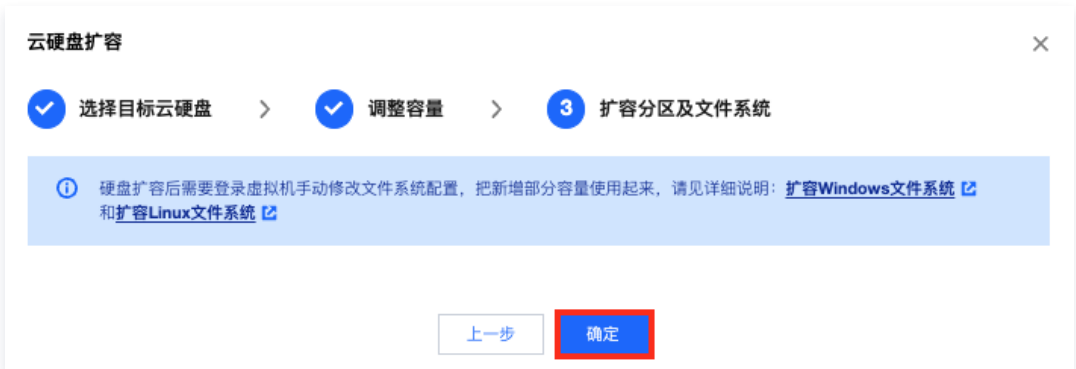 云硬盘扩容
选择目标云硬盘 > 调整容量 > 3 扩容分区及文件系统
硬盘扩容后需要登录虚拟机手动修改文件系统配置，把新增部分容量使用起来，请见详细说明：扩容Windows文件系统
和扩容Linux文件系统
上一步 确定